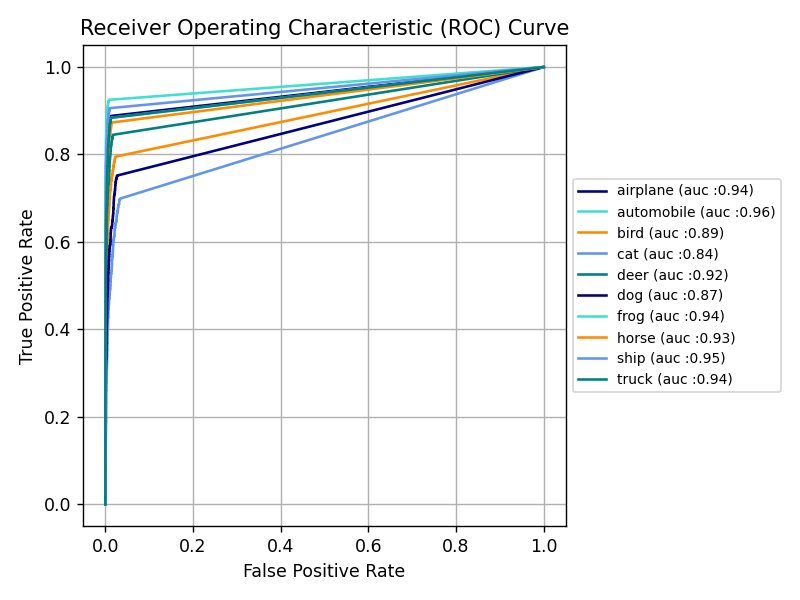 Receiver Operating Characteristic (ROC) Curve
1.0
0.8
0.6
0.4
0.2
0.0
True Positive Rate
0.0 0.2 0.4 0.6 0.8 1.0
False Positive Rate
airplane (auc :0.94)
automobile (auc :0.96)
bird (auc :0.89)
cat (auc :0.84)
deer (auc :0.92)
dog (auc :0.87)
frog (auc :0.94)
horse (auc :0.93)
ship (auc :0.95)
truck (auc :0.94)